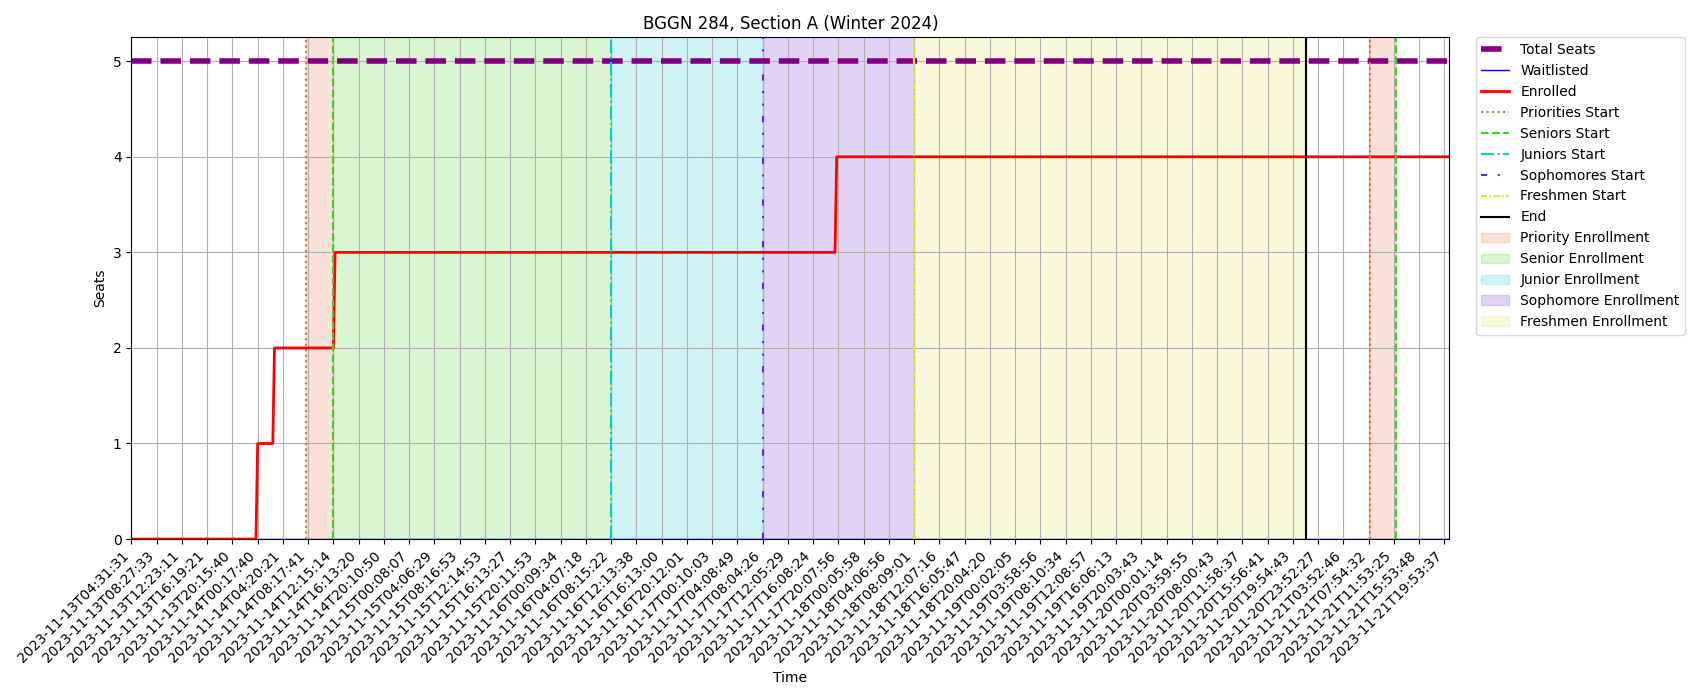 BGGN 284, Section A (Winter 2024)
Total Seats
Waitlisted
Enrolled
Priorities Start
Seniors Start
Juniors Start
Sophomores Start
Freshmen Start
End
Priority Enrollment
Senior Enrollment
Junior Enrollment
Sophomore Enrollment
Freshmen Enrollment
Seats
5
4
3
2
1
0
2023-11-13T04:31:31
2023-11-13T08:27:33
2023-11-13T12:23:11
2023-11-13T16:19:21
2023-11-13T20:15:40
2023-11-14T00:17:40
2023-11-14T04:20:21
2023-11-14T08:17:41
2023-11-14T12:15:14
2023-11-14T16:13:20
2023-11-14T20:10:50
2023-11-15T00:08:07
2023-11-15T04:06:29
2023-11-15T08:16:53
2023-11-15T12:14:53
2023-11-15T16:13:27
2023-11-15T20:11:53
2023-11-16T00:09:34
2023-11-16T04:07:18
2023-11-16T08:15:22
2023-11-16T12:13:38
2023-11-16T16:13:00
2023-11-16T20:12:01
2023-11-17T00:10:03
2023-11-17T04:08:49
2023-11-17T08:04:26
2023-11-17T12:05:29
2023-11-17T16:08:24
2023-11-17T20:07:56
2023-11-18T00:05:58
2023-11-18T04:06:56
2023-11-18T08:09:01
2023-11-18T12:07:16
2023-11-18T16:05:47
2023-11-18T20:04:20
2023-11-19T00:02:05
2023-11-19T03:58:56
2023-11-19T08:10:34
2023-11-19T12:08:57
2023-11-19T16:06:13
2023-11-19T20:03:43
2023-11-20T00:01:14
2023-11-20T03:59:55
2023-11-20T08:00:43
2023-11-20T11:58:37
2023-11-20T15:56:41
2023-11-20T19:54:43
2023-11-20T23:52:27
2023-11-21T03:52:46
2023-11-21T07:54:32
2023-11-21T11:53:25
2023-11-21T15:53:48
2023-11-21T19:53:37
Time